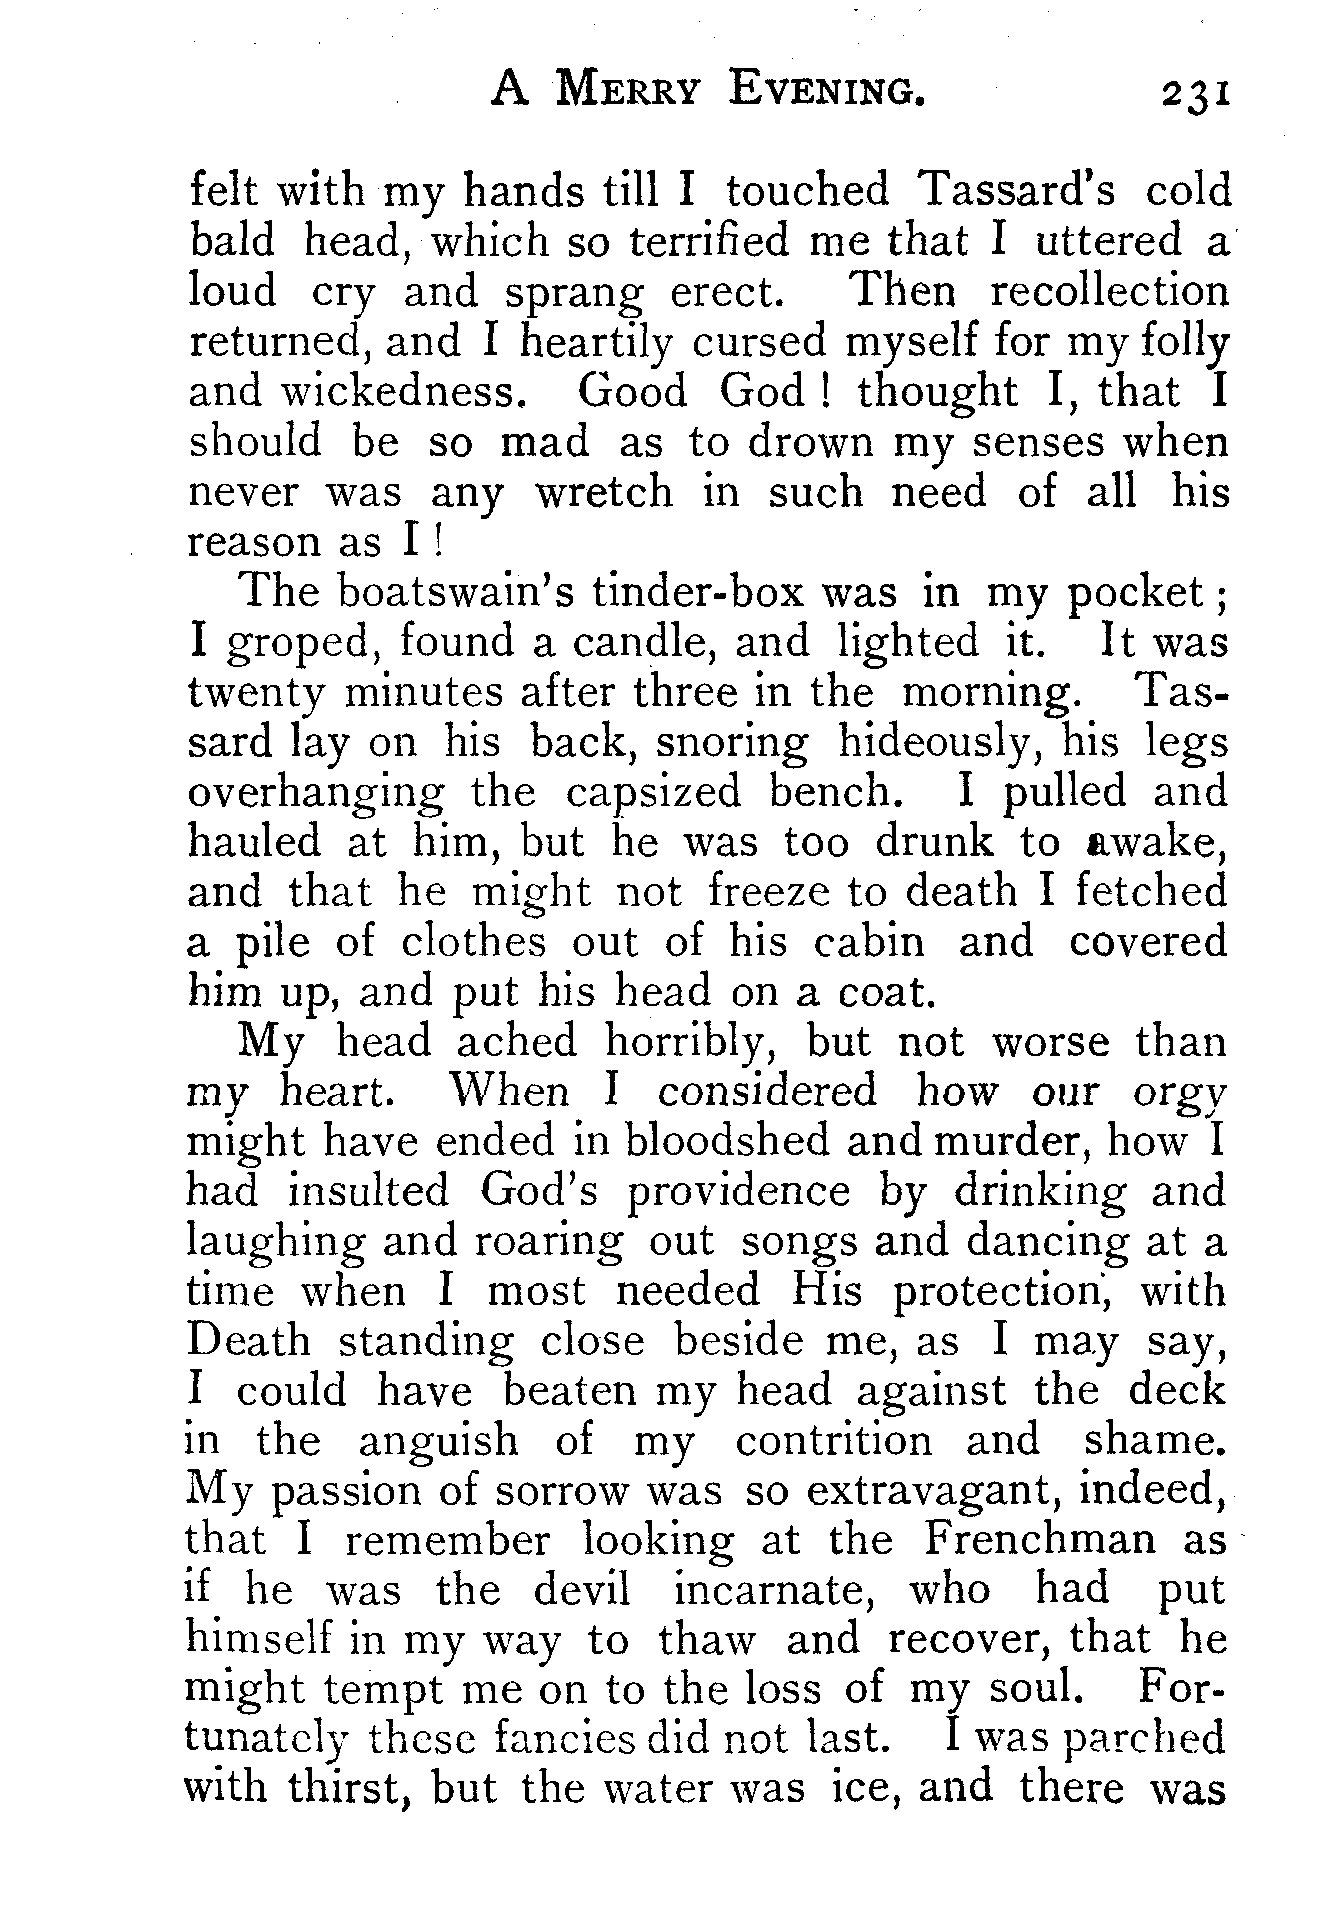 A Merry Evening. 231
felt with my hands till I touched Tassard's cold
bald head, which so terrified me that I uttered a
loud cry and sprang erect. Then recollection
returned, and I heartily cursed myself for my folly
and wickedness. Good God ! thought I, that I
should be so mad as to drown my senses when
never was any wretch in such need of all his
reason as I !
The boatswain's tinder-box was in my pocket ;
I groped, found a candle, and lighted it. It was
twenty minutes after three in the morning. Tas-
sard lay on his back, snoring hideously, his legs
overhanging the capsized bench. I pulled and
hauled at him, but he was too drunk to awake,
and that he might not freeze to death I fetched
a pile of clothes out of his cabin and covered
him up, and put his head on a coat.
My head ached horribly, but not worse than
my heart. When I considered how our orgy
might have ended in bloodshed and murder, how I
had insulted God's providence by drinking and
laughing and roaring out songs and dancing at a
time when I most needed His protection, with
Death standing close beside me, as I may say,
I could have beaten my head against the deck
in the anguish of my contrition and shame.
My passion of sorrow was so extravagant, indeed,
that I remember looking at the Frenchman as
if he was the devil incarnate, who had put
himself in my way to thaw and recover, that he
might tempt me on to the loss of my soul. For-
tunately these fancies did not last. I was parched
with thirst, but the water was ice, and there was